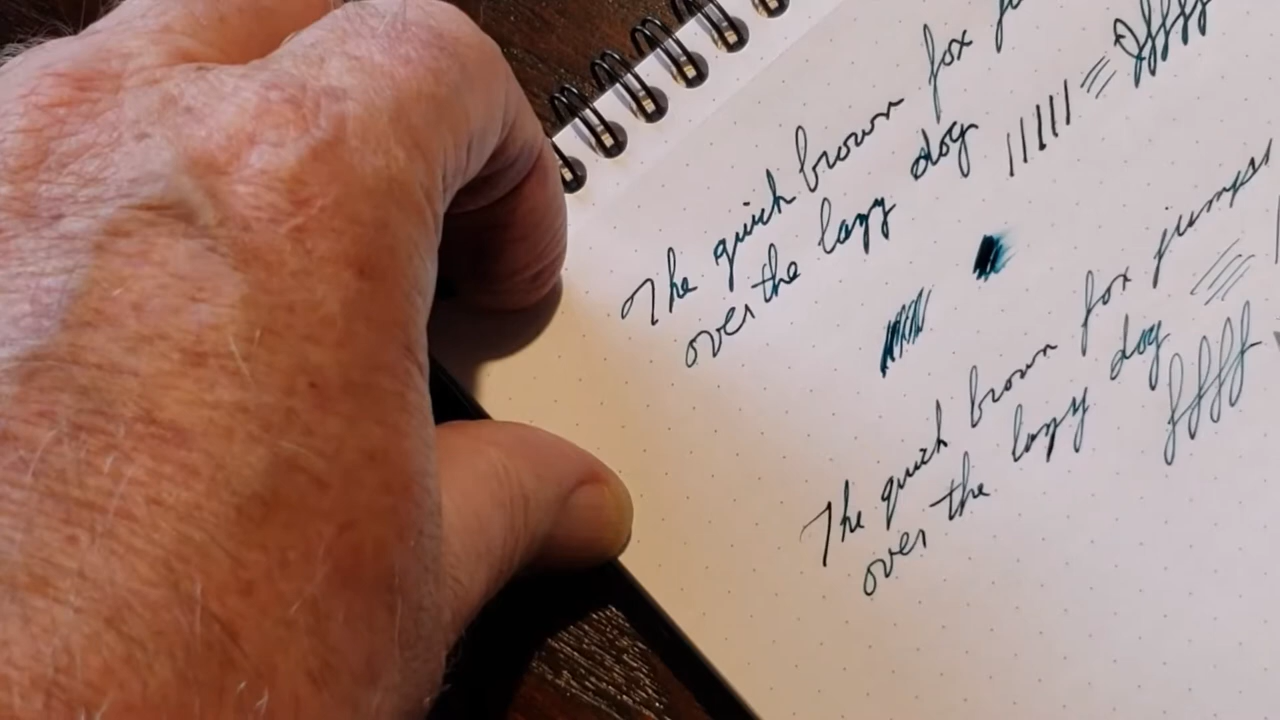 The quick brown fox ju
over the lazy dog
The quick brown fox jumps
over the lazy dog